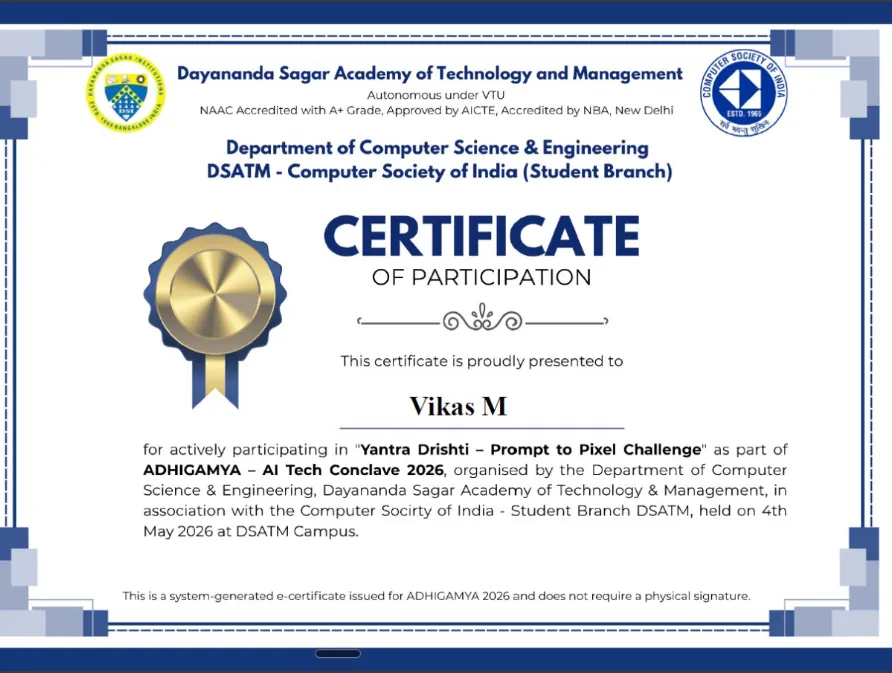 Dayananda Sagar Academy of Technology and Management
Autonomous under VTU
NAAC Accredited with A+ Grade, Approved by AICTE, Accredited by NBA, New Delhi
Department of Computer Science & Engineering
DSATM - Computer Society of India (Student Branch)
COMPUTER SOCIETY OF INDIA
ESTD. 1965
CERTIFICATE
OF PARTICIPATION
This certificate is proudly presented to
Vikas M
for actively participating in "Yantra Drishti – Prompt to Pixel Challenge" as part of
ADHIGAMYA – AI Tech Conclave 2026, organised by the Department of Computer
Science & Engineering, Dayananda Sagar Academy of Technology & Management, in
association with the Computer Socirty of India - Student Branch DSATM, held on 4th
May 2026 at DSATM Campus.
This is a system-generated e-certificate issued for ADHIGAMYA 2026 and does not require a physical signature.